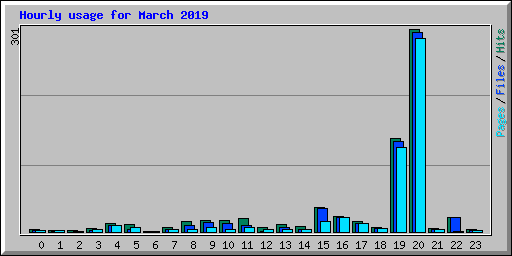 Hourly usage for March 2019
301
Pages/Files/Hits
0 1 2 3 4 5 6 7 8 9 10 11 12 13 14 15 16 17 18 19 20 21 22 23